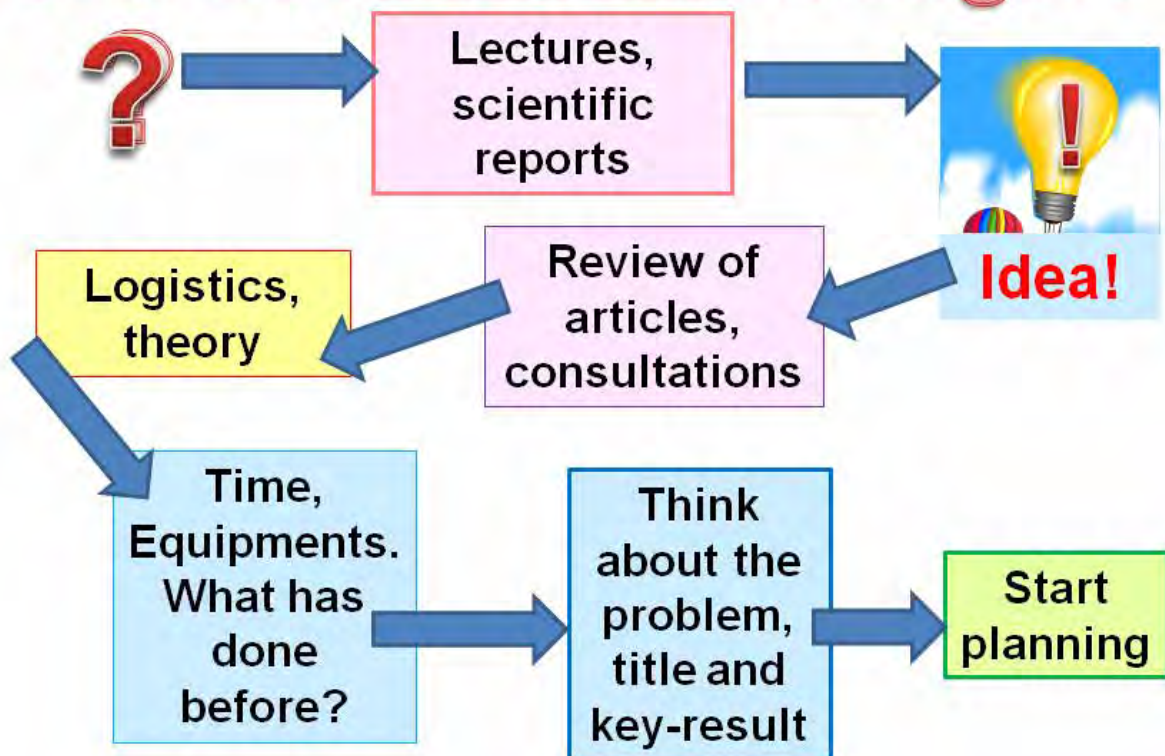 ?
Lectures,
scientific
reports
!
Idea!
Review of
articles,
consultations
Logistics,
theory
Time,
Equipments.
What has
done
before?
Think
about the
problem,
title and
key-result
Start
planning